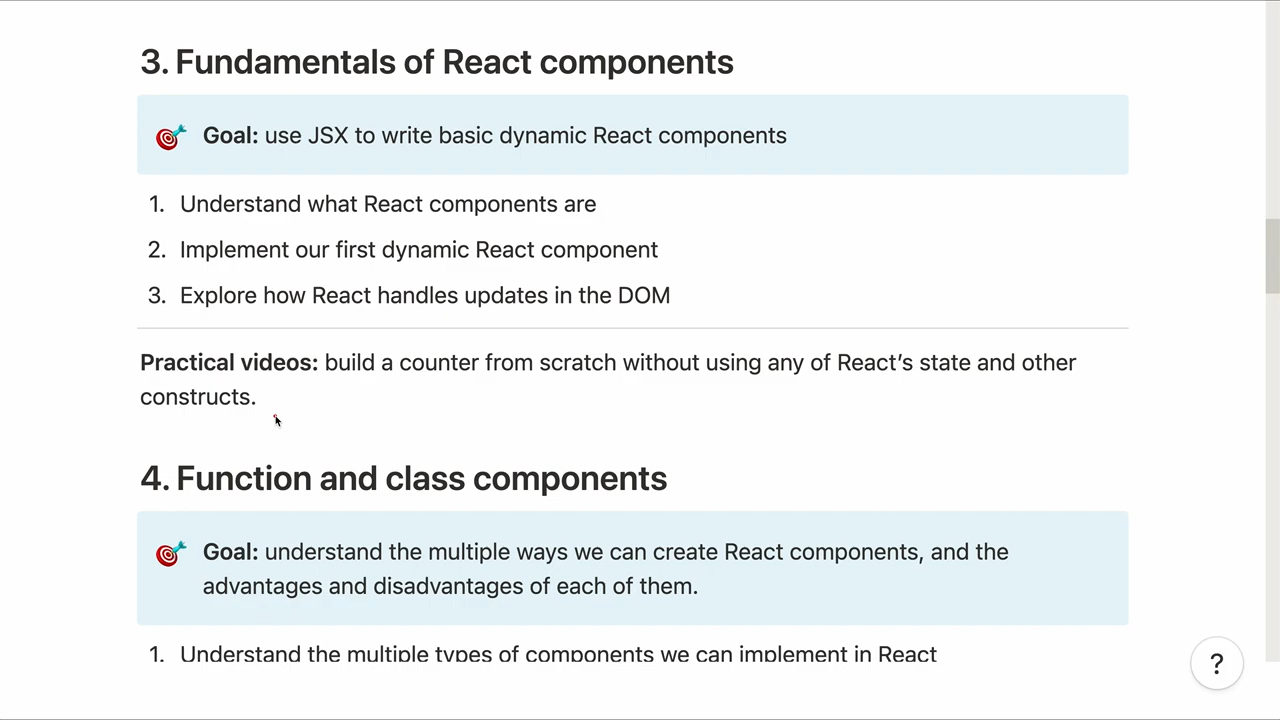 3. Fundamentals of React components
Goal: use JSX to write basic dynamic React components
1. Understand what React components are
2. Implement our first dynamic React component
3. Explore how React handles updates in the DOM
Practical videos: build a counter from scratch without using any of React’s state and other
constructs.
4. Function and class components
Goal: understand the multiple ways we can create React components, and the
advantages and disadvantages of each of them.
1. Understand the multiple types of components we can implement in React
?